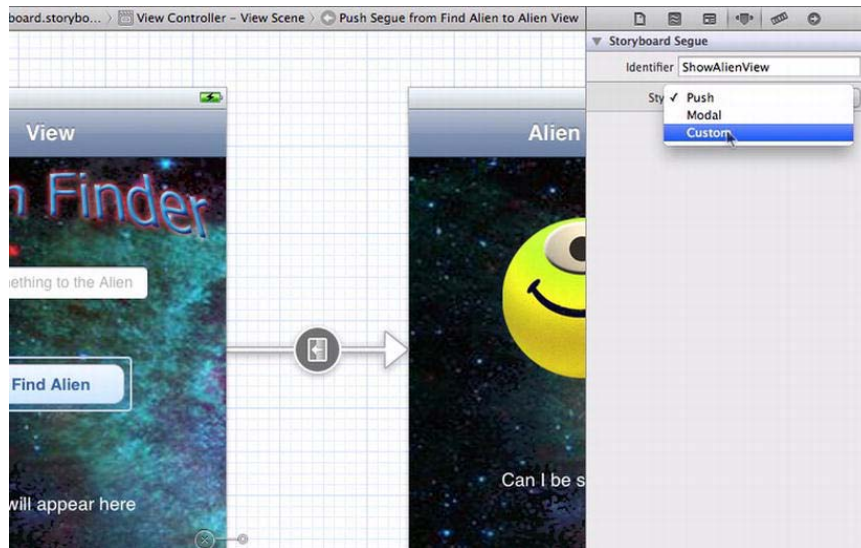 board.storybo... View Controller – View Scene Push Segue from Find Alien to Alien View
Storyboard Segue
Identifier ShowAlienView
Sty ✓ Push
Modal
Custom
View
n Finder
ething to the Alien
Find Alien
will appear here
Alien
Can I be s